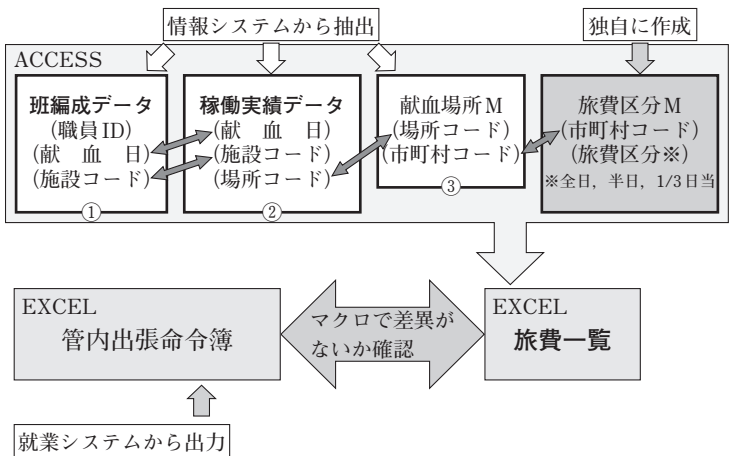 情報システムから抽出
独自に作成
ACCESS
班編成データ
(職員ID)
(献　血　日)
(施設コード)
①
稼働実績データ
(献　血　日)
(施設コード)
(場所コード)
②
献血場所M
(場所コード)
(市町村コード)
③
旅費区分M
(市町村コード)
(旅費区分※)
※全日，半日，1/3日当
EXCEL
管内出張命令簿
マクロで差異が
ないか確認
EXCEL
旅費一覧
就業システムから出力